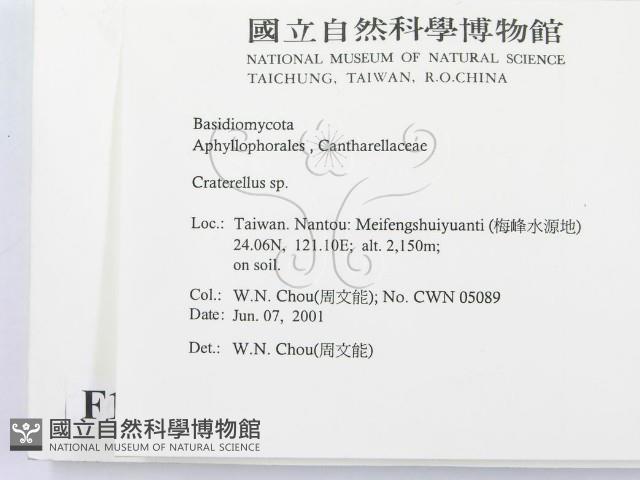 國立自然科學博物館
NATIONAL MUSEUM OF NATURAL SCIENCE
TAICHUNG, TAIWAN, R.O.CHINA
Basidiomycota
Aphyllophorales , Cantharellaceae
Craterellus sp.
Loc.: Taiwan. Nantou: Meifengshuiyuanti (梅峰水源地)
24.06N, 121.10E; alt. 2,150m;
on soil.
Col.: W.N. Chou(周文能); No. CWN 05089
Date: Jun. 07, 2001
Det.: W.N. Chou(周文能)
國立自然科學博物館
NATIONAL MUSEUM OF NATURAL SCIENCE